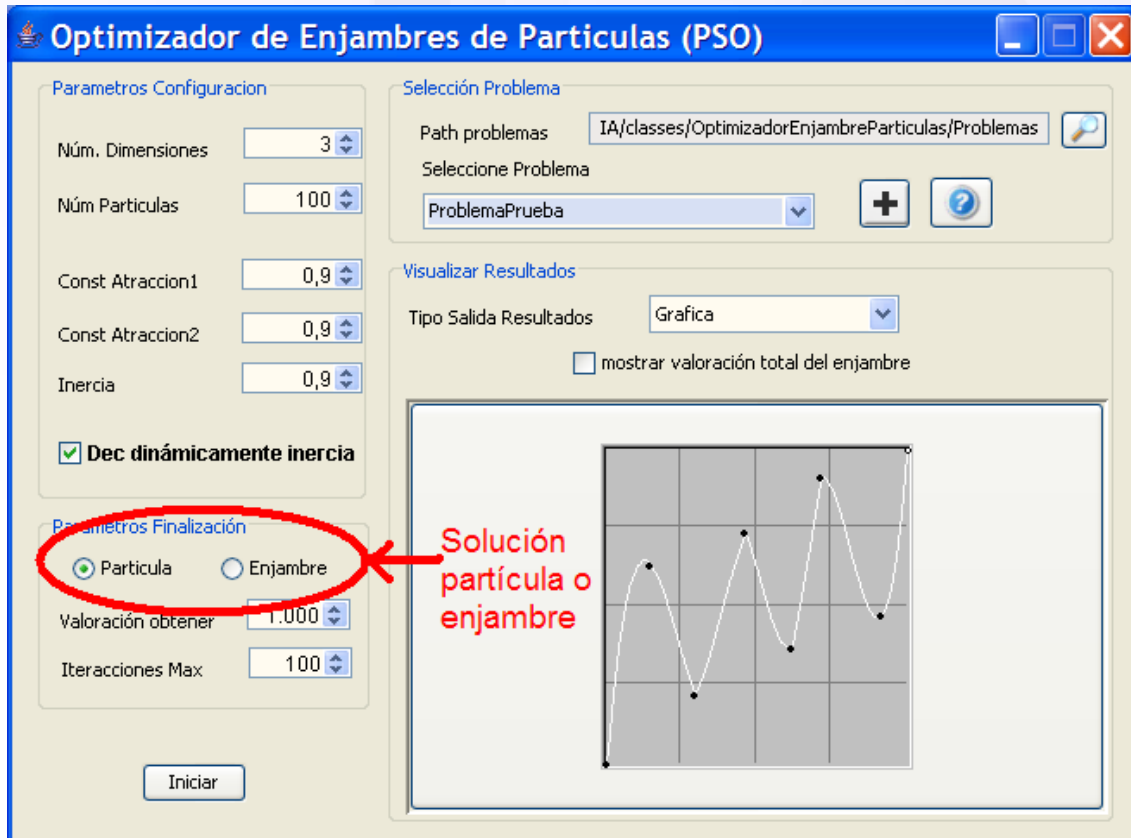 Optimizador de Enjambres de Particulas (PSO)
Parametros Configuracion
Núm. Dimensiones 3
Núm Particulas 100
Const Atraccion1 0,9
Const Atraccion2 0,9
Inercia 0,9
Dec dinámicamente inercia
Parametros Finalización
Particula Enjambre
Valoración obtener 1.000
Iteracciones Max 100
Iniciar
Selección Problema
Path problemas IA/classes/OptimizadorEnjambreParticulas/Problemas
Seleccione Problema
ProblemaPrueba
Visualizar Resultados
Tipo Salida Resultados Grafica
mostrar valoración total del enjambre
Solución
partícula o
enjambre